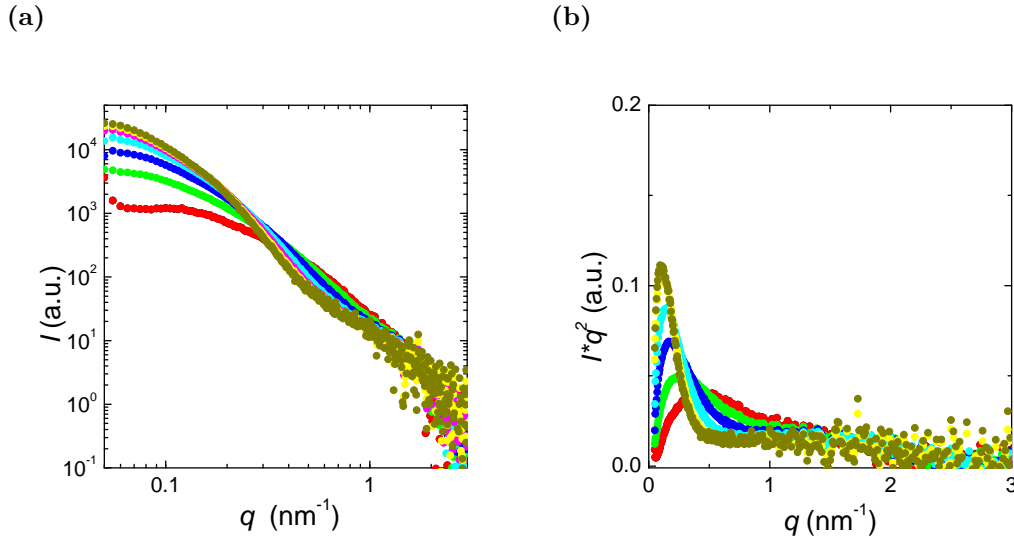 (a)
(b)
10^4
10^3
10^2
10^1
10^0
10^-1
I (a.u.)
0.1
1
q (nm^-1)
0.2
0.1
0.0
I*q^2 (a.u.)
0
1
2
3
q (nm^-1)